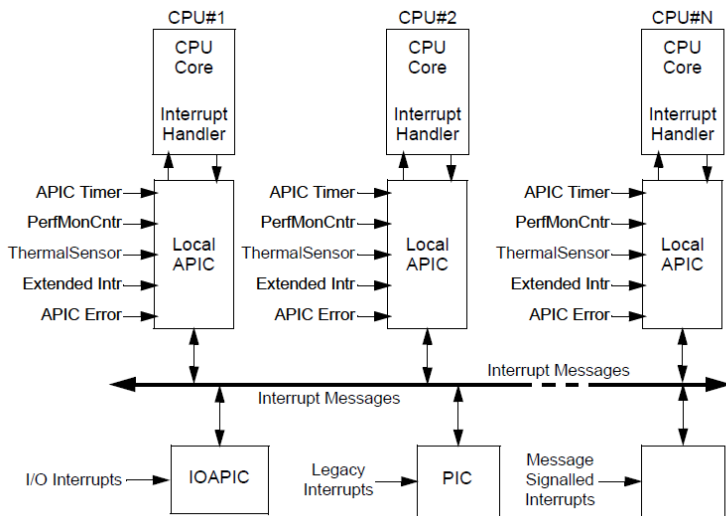 CPU#1
CPU#2
CPU#N
CPU
Core
Interrupt
Handler
CPU
Core
Interrupt
Handler
CPU
Core
Interrupt
Handler
APIC Timer
PerfMonCntr
ThermalSensor
Extended Intr
APIC Error
Local
APIC
APIC Timer
PerfMonCntr
ThermalSensor
Extended Intr
APIC Error
Local
APIC
APIC Timer
PerfMonCntr
ThermalSensor
Extended Intr
APIC Error
Local
APIC
Interrupt Messages
Interrupt Messages
I/O Interrupts
IOAPIC
Legacy
Interrupts
PIC
Message
Signalled
Interrupts